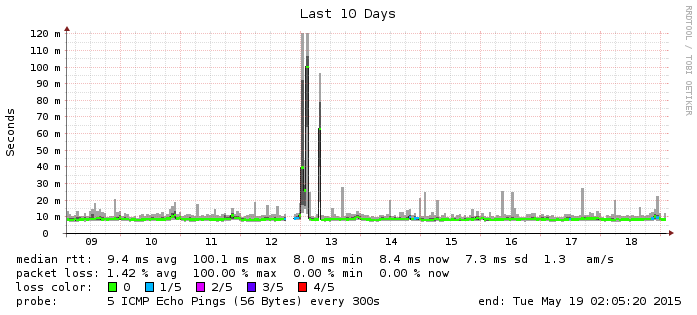 Last 10 Days
RRDTOOL / TOBI OETIKER
Seconds
120 m
110 m
100 m
90 m
80 m
70 m
60 m
50 m
40 m
30 m
20 m
10 m
0
09 10 11 12 13 14 15 16 17 18
median rtt: 9.4 ms avg 100.1 ms max 8.0 ms min 8.4 ms now 7.3 ms sd 1.3 am/s
packet loss: 1.42 % avg 100.00 % max 0.00 % min 0.00 % now
loss color: 0 1/5 2/5 3/5 4/5
probe: 5 ICMP Echo Pings (56 Bytes) every 300s end: Tue May 19 02:05:20 2015